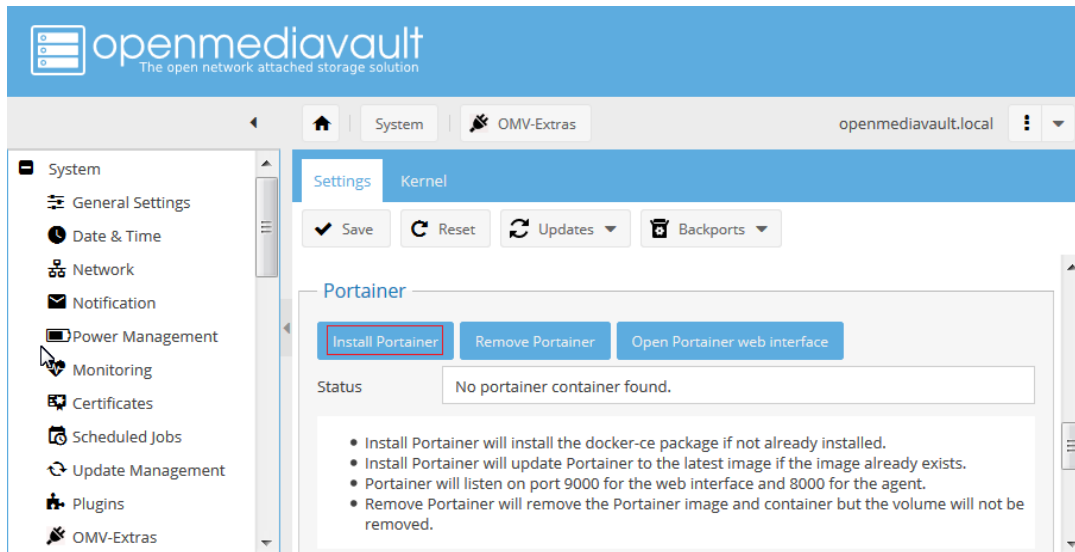 openmediavault
The open network attached storage solution
System
OMV-Extras
openmediavault.local
System
General Settings
Date & Time
Network
Notification
Power Management
Monitoring
Certificates
Scheduled Jobs
Update Management
Plugins
OMV-Extras
Settings Kernel
Save Reset Updates Backports
Portainer
Install Portainer Remove Portainer Open Portainer web interface
Status No portainer container found.
Install Portainer will install the docker-ce package if not already installed.
Install Portainer will update Portainer to the latest image if the image already exists.
Portainer will listen on port 9000 for the web interface and 8000 for the agent.
Remove Portainer will remove the Portainer image and container but the volume will not be
removed.